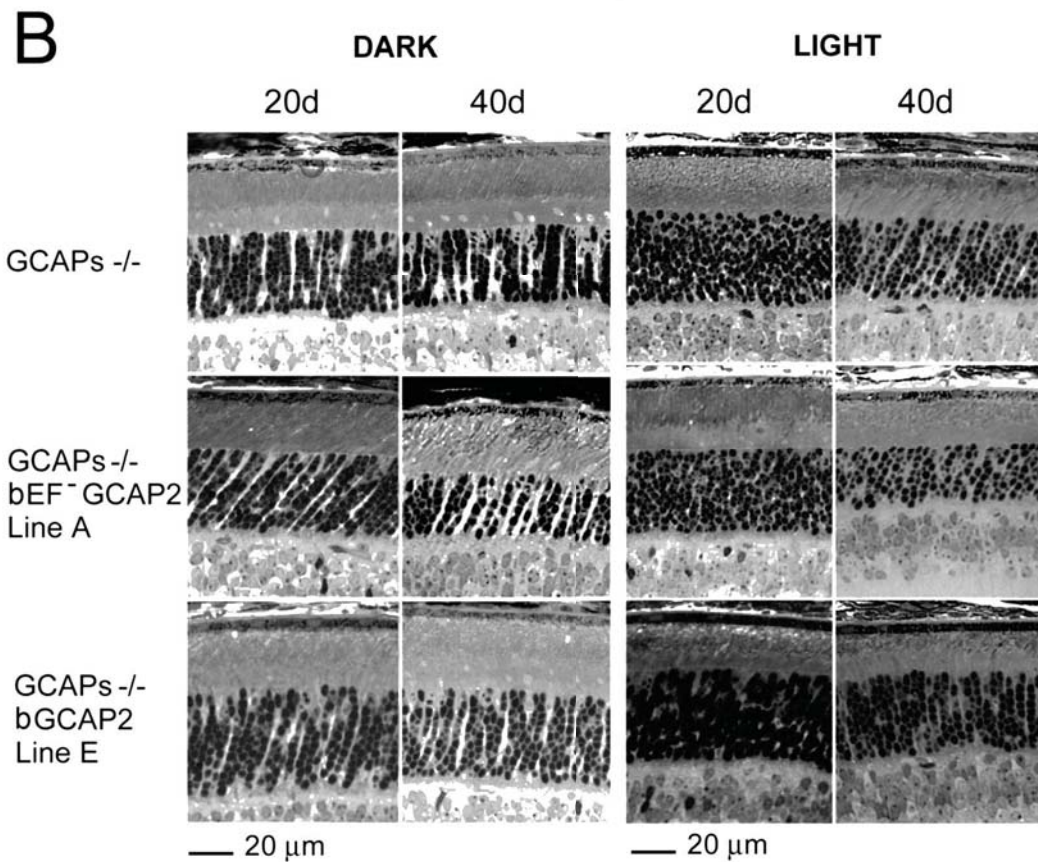 B
DARK LIGHT
20d 40d 20d 40d
GCAPs -/-
GCAPs -/-
bEF⁻ GCAP2
Line A
GCAPs -/-
bGCAP2
Line E
20 μm 20 μm